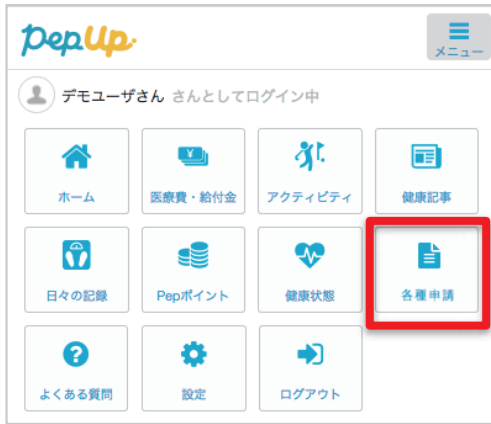 PepUp
メニュー
デモユーザさん さんとしてログイン中
ホーム
医療費・給付金
アクティビティ
健康記事
日々の記録
Pepポイント
健康状態
各種申請
よくある質問
設定
ログアウト